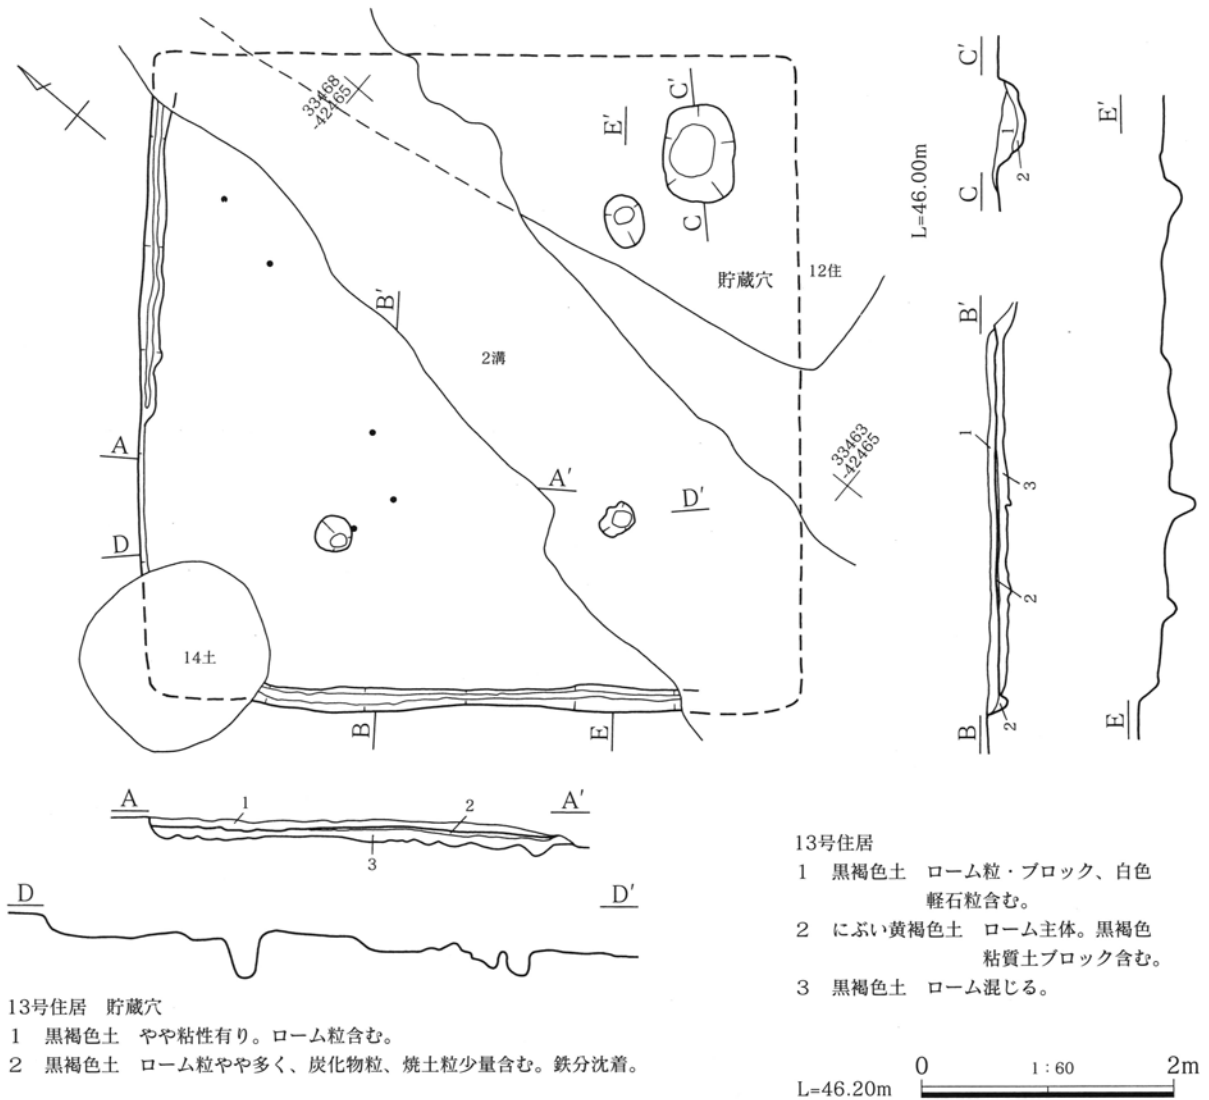 33468
-42465
C'
E'
C
貯蔵穴
12住
B'
2溝
A
A'
D
D'
33463
-42465
14土
B
E
C'
1
2
C
L=46.00m
E'
B'
1
3
2
2
B
E
A
1
2
A'
3
D
D'
13号住居 貯蔵穴
1 黒褐色土 やや粘性有り。ローム粒含む。
2 黒褐色土 ローム粒やや多く、炭化物粒、焼土粒少量含む。鉄分沈着。
13号住居
1 黒褐色土 ローム粒・ブロック、白色
軽石粒含む。
2 にぶい黄褐色土 ローム主体。黒褐色
粘質土ブロック含む。
3 黒褐色土 ローム混じる。
L=46.20m
0
1:60
2m